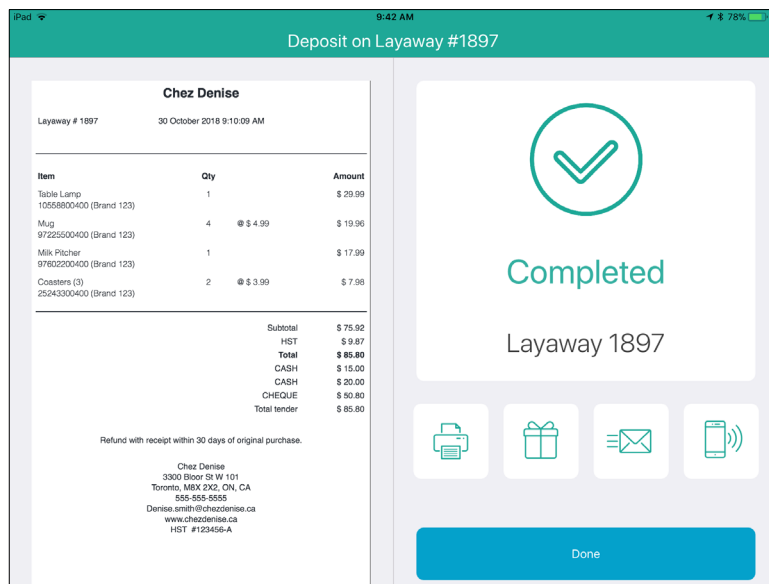 iPad 9:42 AM 78%
Deposit on Layaway #1897
Chez Denise
Layaway # 1897 30 October 2018 9:10:09 AM
Item Qty Amount
Table Lamp 1 $ 29.99
10558800400 (Brand 123)
Mug 4 @ $ 4.99 $ 19.96
97225500400 (Brand 123)
Milk Pitcher 1 $ 17.99
97602200400 (Brand 123)
Coasters (3) 2 @ $ 3.99 $ 7.98
25243300400 (Brand 123)
Subtotal $ 75.92
HST $ 9.87
Total $ 85.80
CASH $ 15.00
CASH $ 20.00
CHEQUE $ 50.80
Total tender $ 85.80
Refund with receipt within 30 days of original purchase.
Chez Denise
3300 Bloor St W 101
Toronto, M8X 2X2, ON, CA
555-555-5555
Denise.smith@chezdenise.ca
www.chezdenise.ca
HST #123456-A
Completed
Layaway 1897
Done